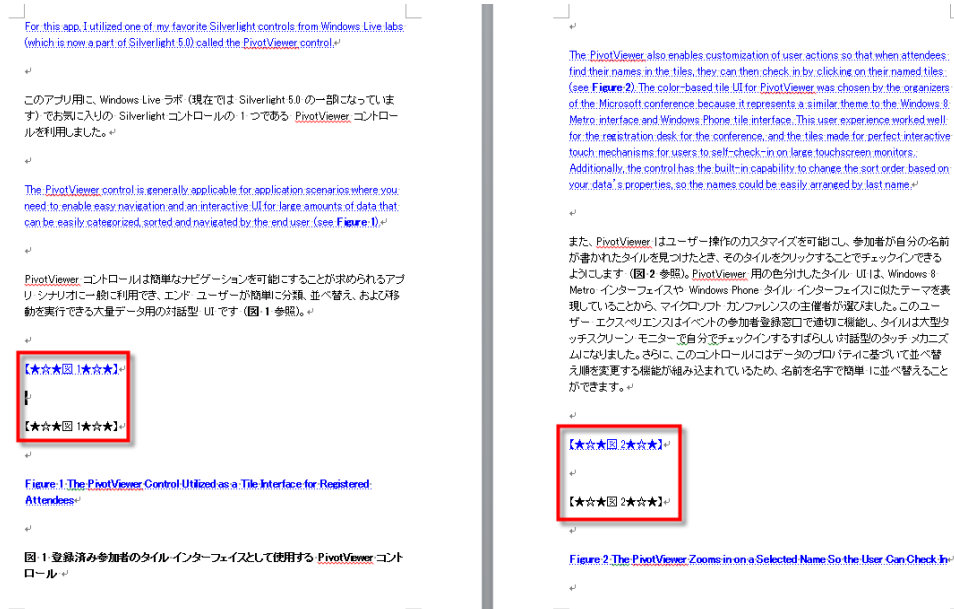 For this app, I utilized one of my favorite Silverlight controls from Windows Live labs
(which is now a part of Silverlight 5.0) called the PivotViewer control.
このアプリ用に、Windows Live ラボ (現在では Silverlight 5.0 の一部になっていま
す) でお気に入りの Silverlight コントロールの 1 つである PivotViewer コントロー
ルを利用しました。
The PivotViewer control is generally applicable for application scenarios where you
need to enable easy navigation and an interactive UI for large amounts of data that
can be easily categorized, sorted and navigated by the end user (see Figure 1).
PivotViewer コントロールは簡単なナビゲーションを可能にすることが求められるアプ
リ シナリオに一般に利用でき、エンド ユーザーが簡単に分類、並べ替え、および移
動を実行できる大量データ用の対話型 UI です (図 1 参照)。
【★☆★図 1★☆★】
【★☆★図 1★☆★】
Figure 1 The PivotViewer Control Utilized as a Tile Interface for Registered
Attendees
図 1 登録済み参加者のタイル インターフェイスとして使用する PivotViewer コント
ロール
The PivotViewer also enables customization of user actions so that when attendees
find their names in the tiles, they can then check in by clicking on their named tiles
(see Figure 2). The color-based tile UI for PivotViewer was chosen by the organizers
of the Microsoft conference because it represents a similar theme to the Windows 8
Metro interface and Windows Phone tile interface. This user experience worked well
for the registration desk for the conference, and the tiles made for perfect interactive
touch mechanisms for users to self-check-in on large touchscreen monitors.
Additionally, the control has the built-in capability to change the sort order based on
your data's properties, so the names could be easily arranged by last name.
また、PivotViewer はユーザー操作のカスタマイズを可能にし、参加者が自分の名前
が書かれたタイルを見つけたとき、そのタイルをクリックすることでチェックインできる
ようにします (図 2 参照)。PivotViewer 用の色分けしたタイル UI は、Windows 8
Metro インターフェイスや Windows Phone タイル インターフェイスに似たテーマを表
現していることから、マイクロソフト カンファレンスの主催者が選びました。このユー
ザー エクスペリエンスはイベントの参加者登録窓口で適切に機能し、タイルは大型タ
ッチスクリーン モニターで自分でチェックインするすばらしい対話型のタッチ メカニズ
ムになりました。さらに、このコントロールにはデータのプロパティに基づいて並べ替
え順を変更する機能が組み込まれているため、名前を名字で簡単 に並べ替えること
ができます。
【★☆★図 2★☆★】
【★☆★図 2★☆★】
Figure 2 The PivotViewer Zooms in on a Selected Name So the User Can Check In